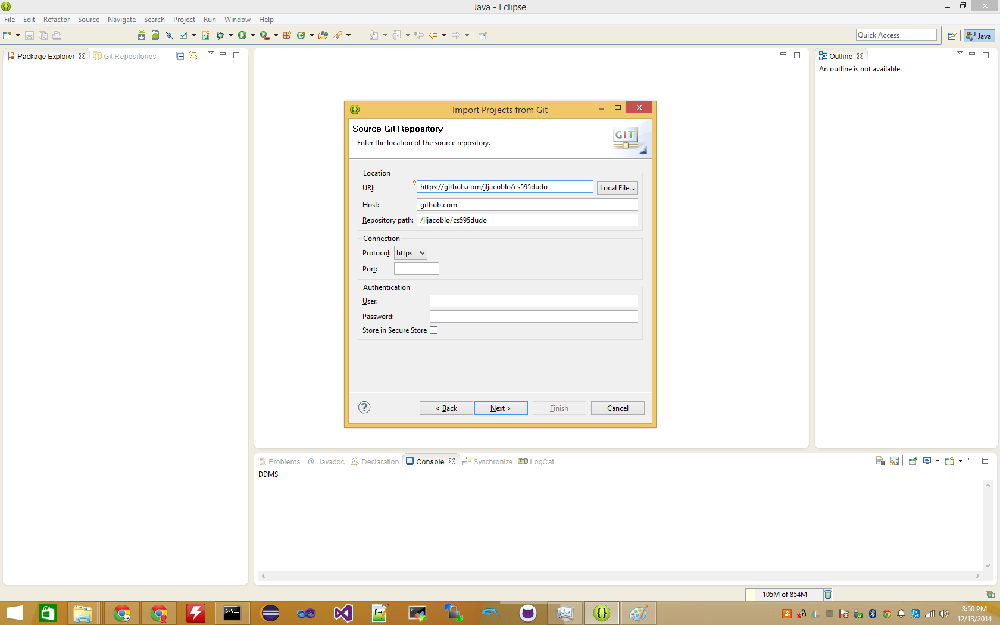 Java - Eclipse
File Edit Refactor Source Navigate Search Project Run Window Help
Quick Access
Java
Package Explorer
Git Repositories
Outline
An outline is not available.
Import Projects from Git
Source Git Repository
Enter the location of the source repository.
GIT
Location
URI: https://github.com/jljacoblo/cs595dudo Local File...
Host: github.com
Repository path: /jljacoblo/cs595dudo
Connection
Protocol: https
Port:
Authentication
User:
Password:
Store in Secure Store
? < Back Next > Finish Cancel
Problems @ Javadoc Declaration Console Synchronize LogCat
DDMS
105M of 854M
C:\
8:50 PM
12/13/2014